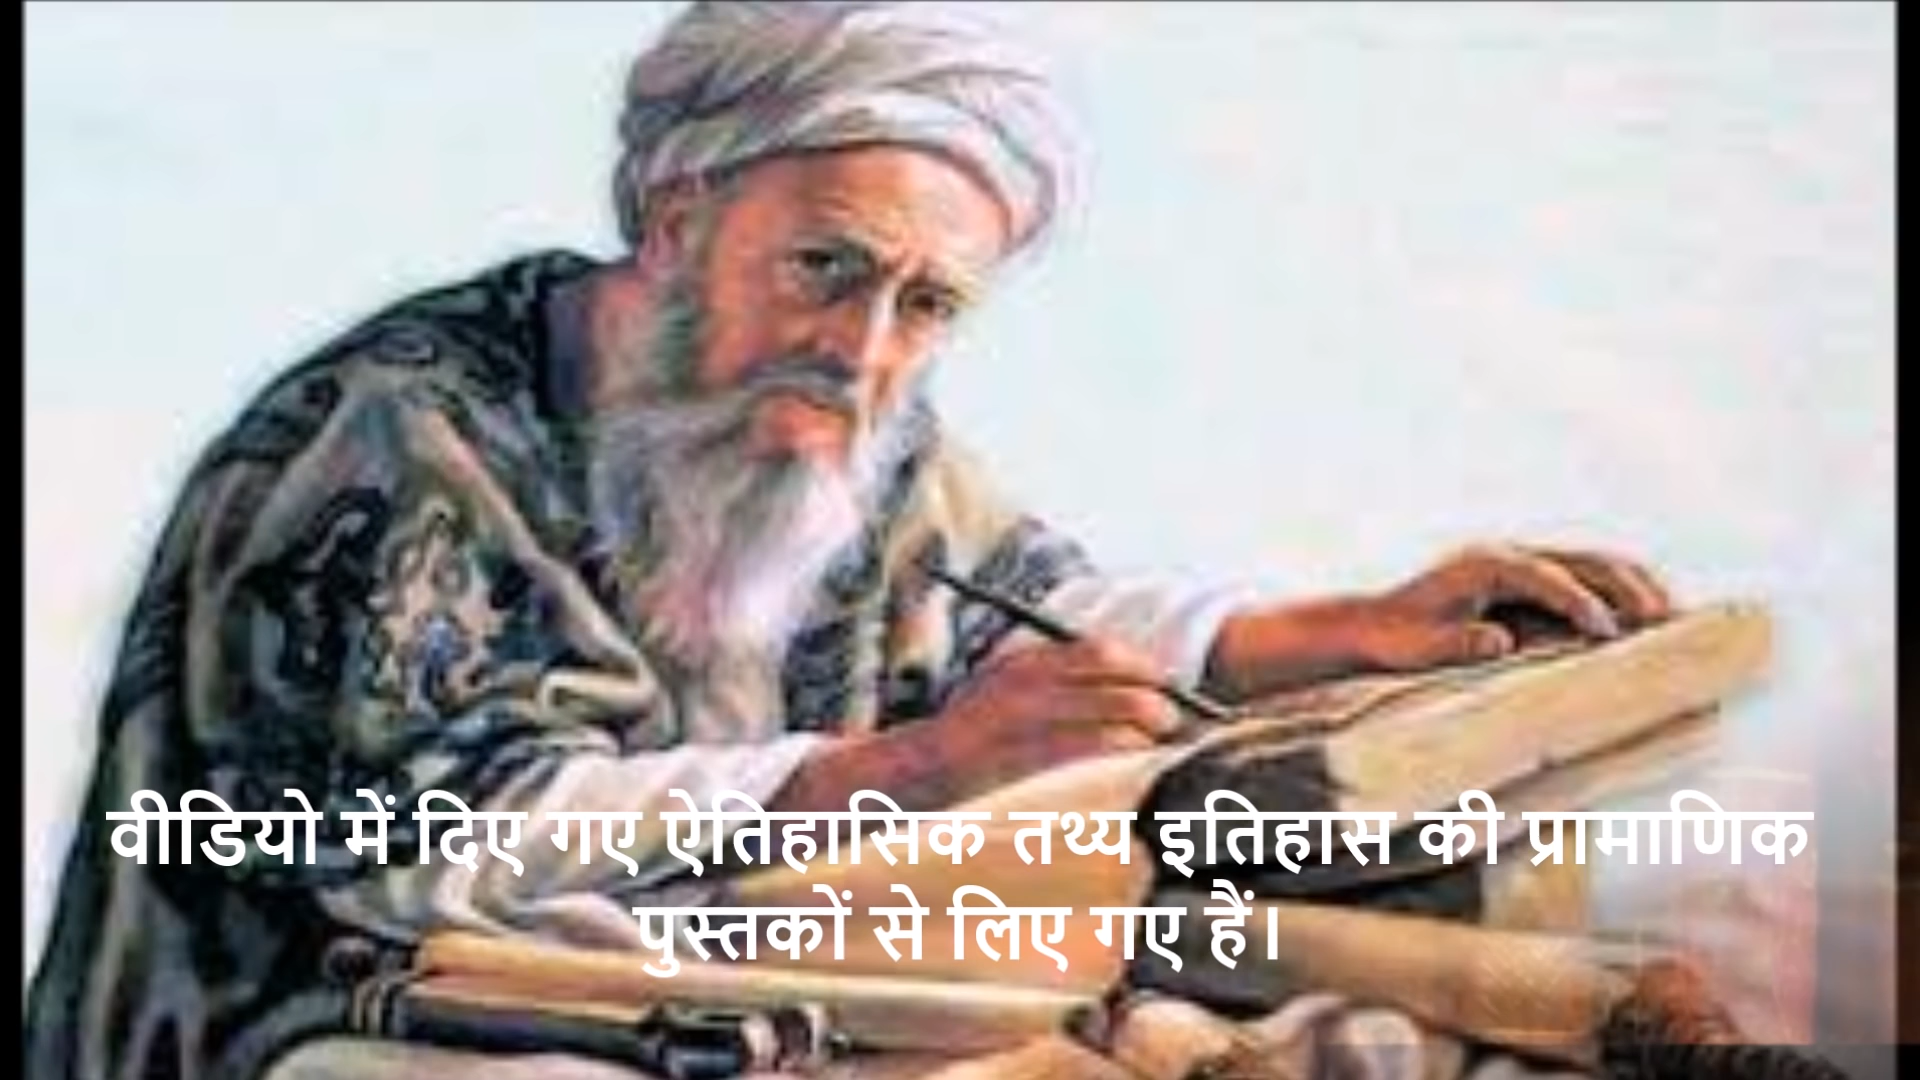 वीडियो में दिए गए ऐतिहासिक तथ्य इतिहास की प्रामाणिक
पुस्तकों से लिए गए हैं।